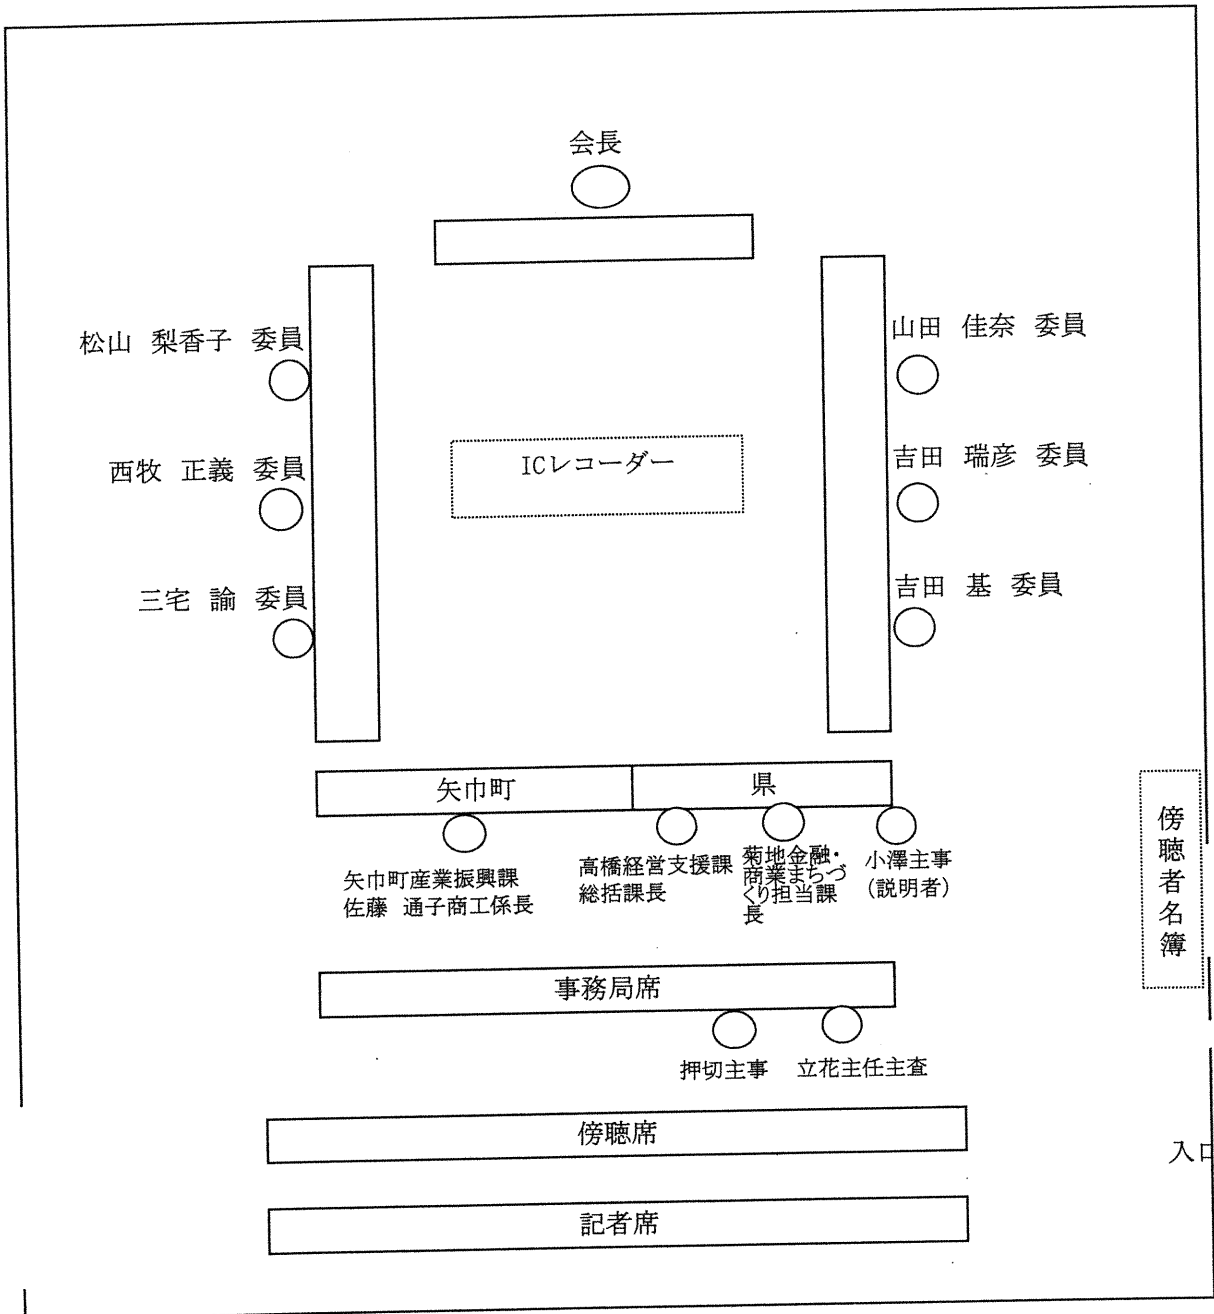 会長
松山 梨香子 委員
山田 佳奈 委員
西牧 正義 委員
ICレコーダー
吉田 瑞彦 委員
三宅 諭 委員
吉田 基 委員
矢巾町
県
矢巾町産業振興課
佐藤 通子商工係長
高橋経営支援課
総括課長
菊地金融・
商業まちづ
くり担当課
長
小澤主事
(説明者)
傍聴者名簿
事務局席
押切主事
立花主任主査
傍聴席
入口
記者席